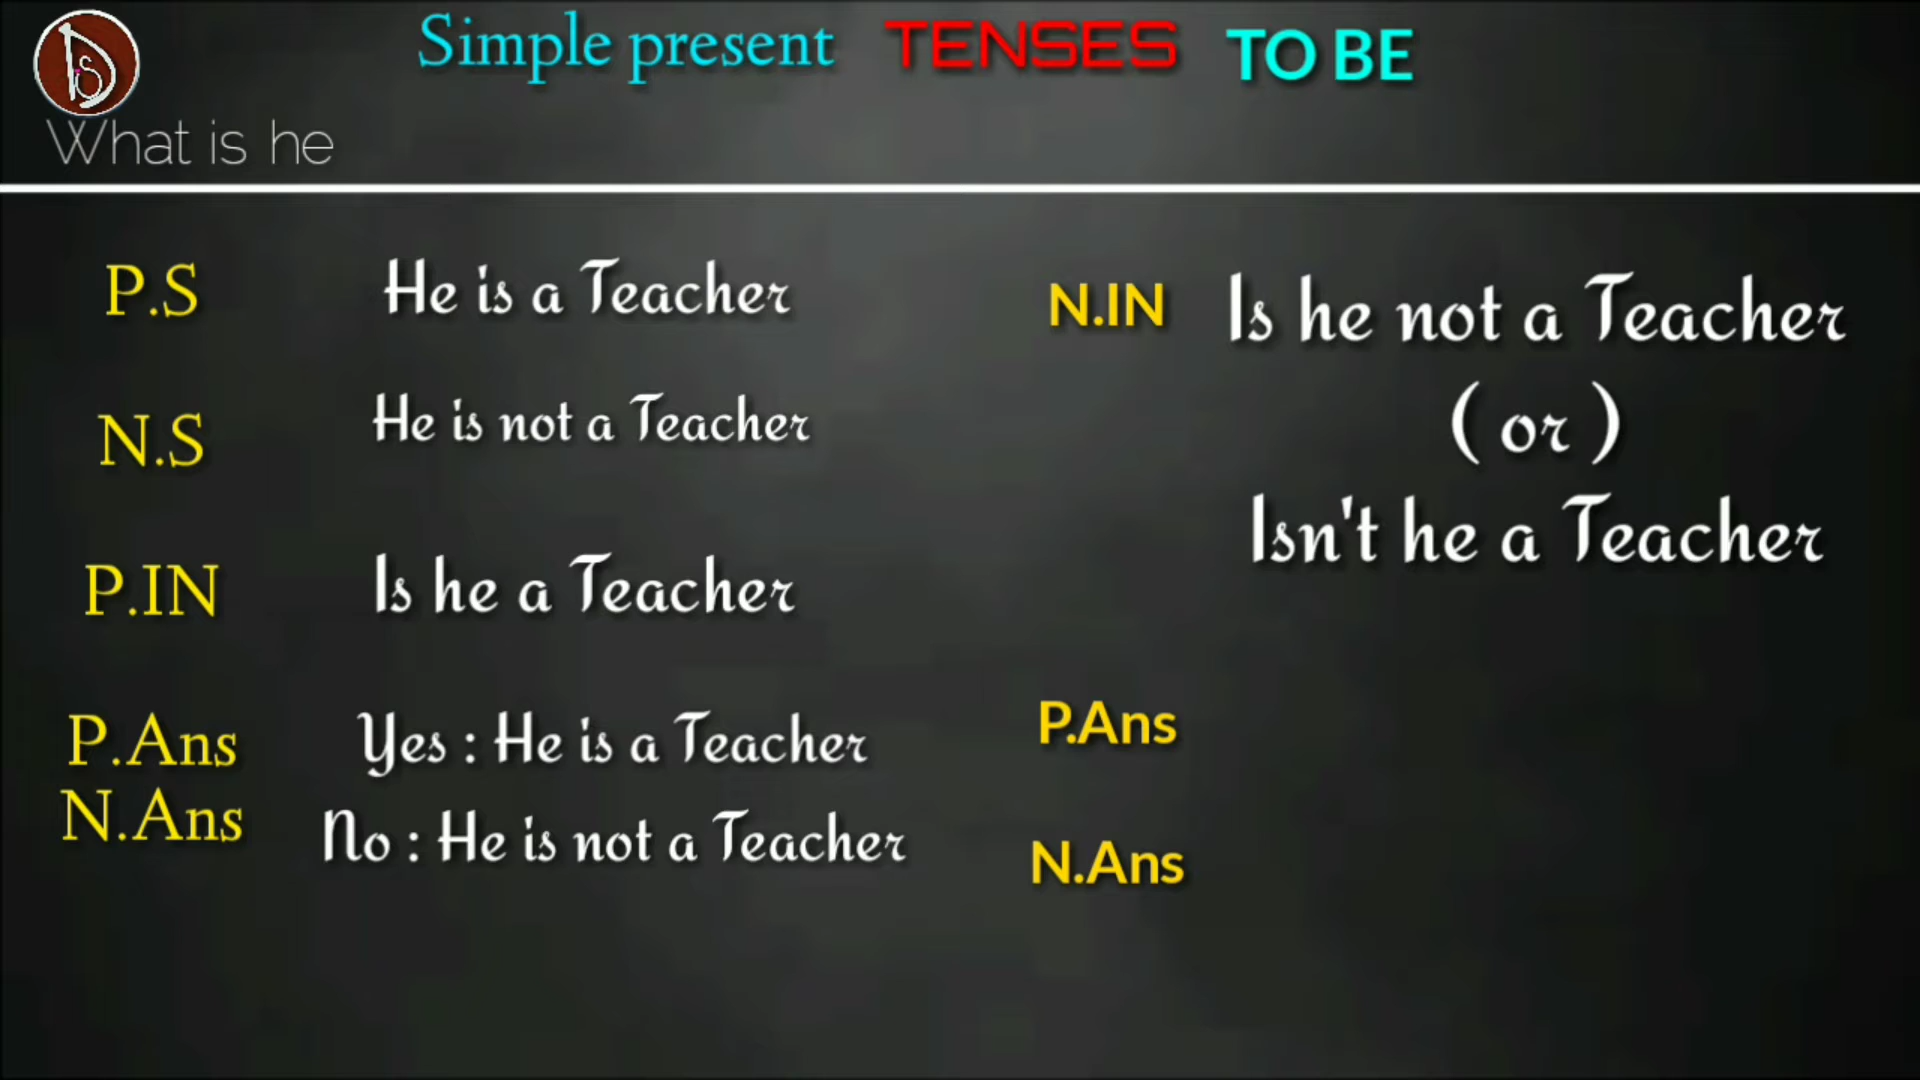 Simple present TENSES TO BE
What is he
P.S He is a Teacher
N.S He is not a Teacher
P.IN Is he a Teacher
P.Ans Yes : He is a Teacher
N.Ans No : He is not a Teacher
N.IN Is he not a Teacher
( or )
Isn't he a Teacher
P.Ans
N.Ans